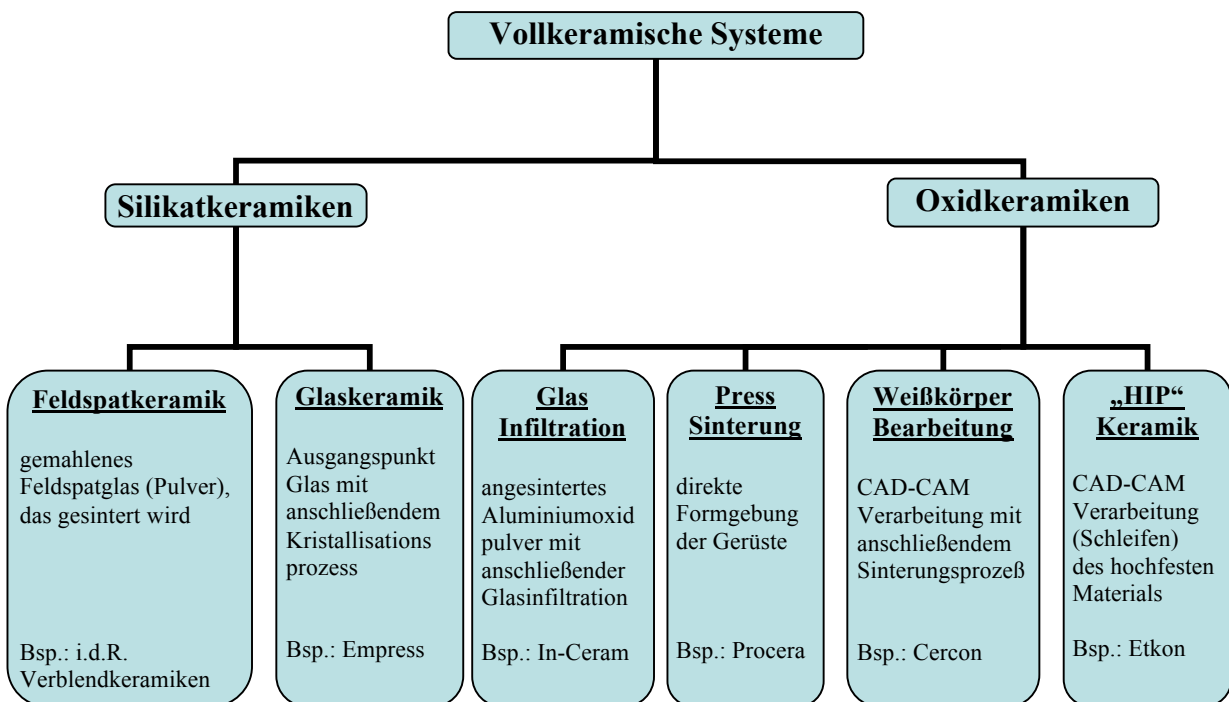 Vollkeramische Systeme
Silikatkeramiken
Oxidkeramiken
Feldspatkeramik
gemahlenes
Feldspatglas (Pulver),
das gesintert wird
Bsp.: i.d.R.
Verblendkeramiken
Glaskeramik
Ausgangspunkt
Glas mit
anschließendem
Kristallisations
prozess
Bsp.: Empress
Glas
Infiltration
angesintertes
Aluminiumoxid
pulver mit
anschließender
Glasinfiltration
Bsp.: In-Ceram
Press
Sinterung
direkte
Formgebung
der Gerüste
Bsp.: Procera
Weißkörper
Bearbeitung
CAD-CAM
Verarbeitung mit
anschließendem
Sinterungsprozeß
Bsp.: Cercon
„HIP“
Keramik
CAD-CAM
Verarbeitung
(Schleifen)
des hochfesten
Materials
Bsp.: Etkon